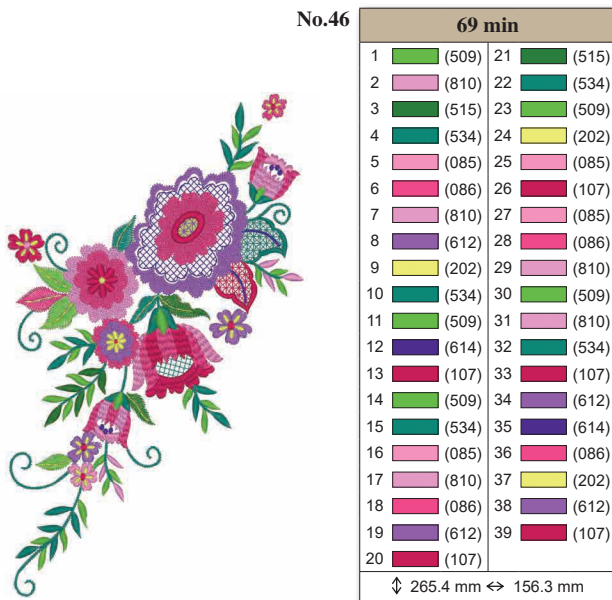 No.46
69 min
1 (509) 21 (515)
2 (810) 22 (534)
3 (515) 23 (509)
4 (534) 24 (202)
5 (085) 25 (085)
6 (086) 26 (107)
7 (810) 27 (085)
8 (612) 28 (086)
9 (202) 29 (810)
10 (534) 30 (509)
11 (509) 31 (810)
12 (614) 32 (534)
13 (107) 33 (107)
14 (509) 34 (612)
15 (534) 35 (614)
16 (085) 36 (086)
17 (810) 37 (202)
18 (086) 38 (612)
19 (612) 39 (107)
20 (107)
⇕ 265.4 mm ⇔ 156.3 mm